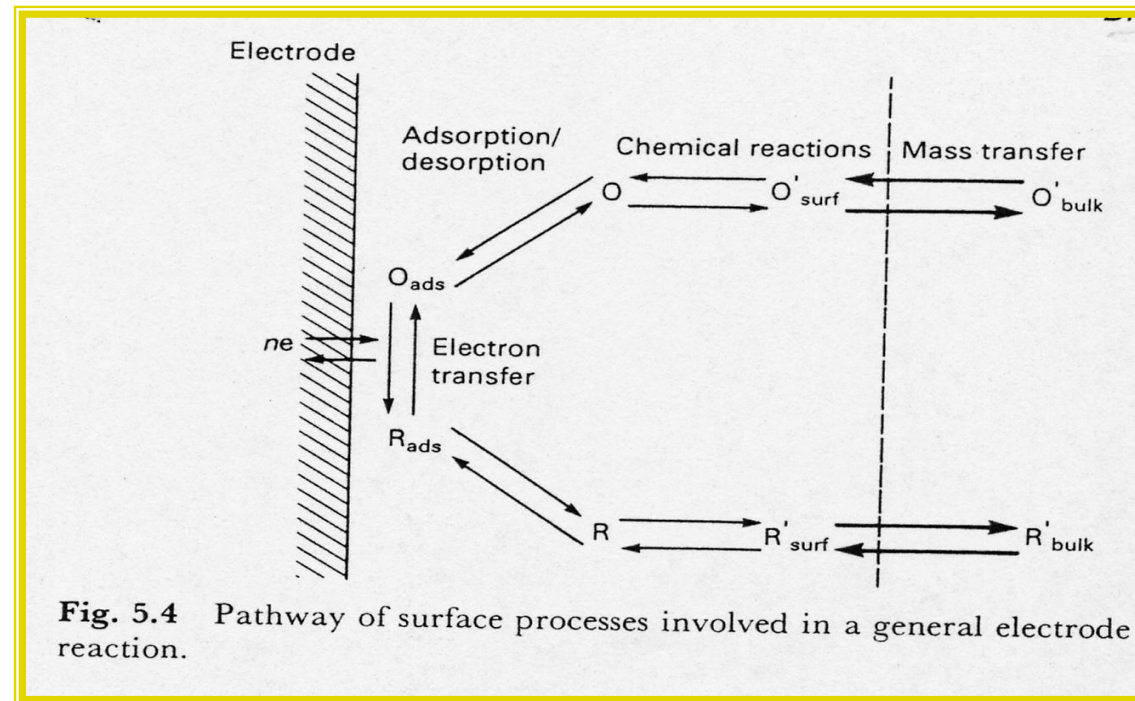 Electrode
Adsorption/
desorption
Chemical reactions
Mass transfer
O
O'surf
O'bulk
Oads
ne
Electron
transfer
Rads
R
R'surf
R'bulk
Fig. 5.4 Pathway of surface processes involved in a general electrode
reaction.